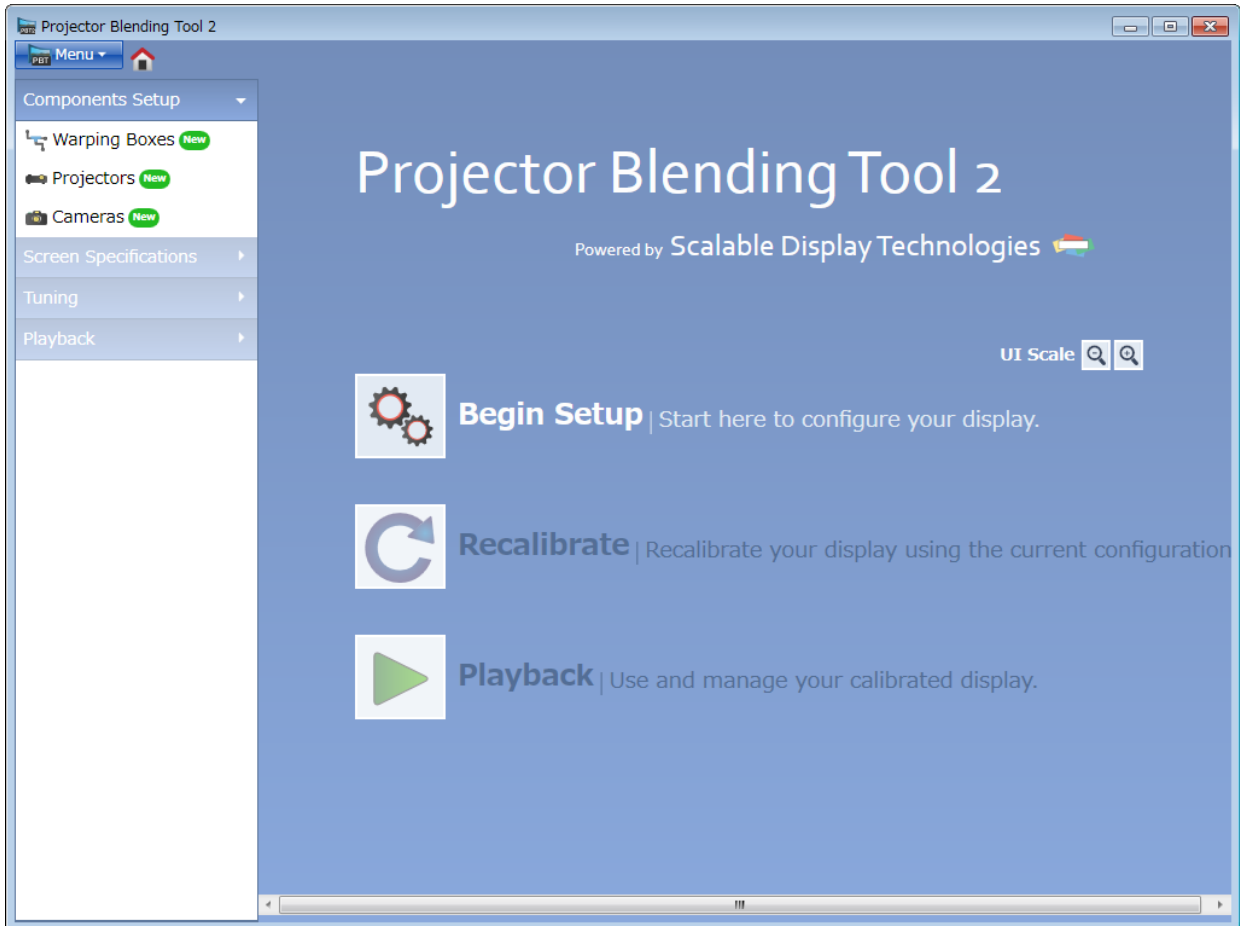 Projector Blending Tool 2
PBT2
PBT Menu
Components Setup
Warping Boxes New
Projectors New
Cameras New
Screen Specifications
Tuning
Playback
Projector Blending Tool 2
Powered by Scalable Display Technologies
UI Scale
Begin Setup | Start here to configure your display.
Recalibrate | Recalibrate your display using the current configuration
Playback | Use and manage your calibrated display.